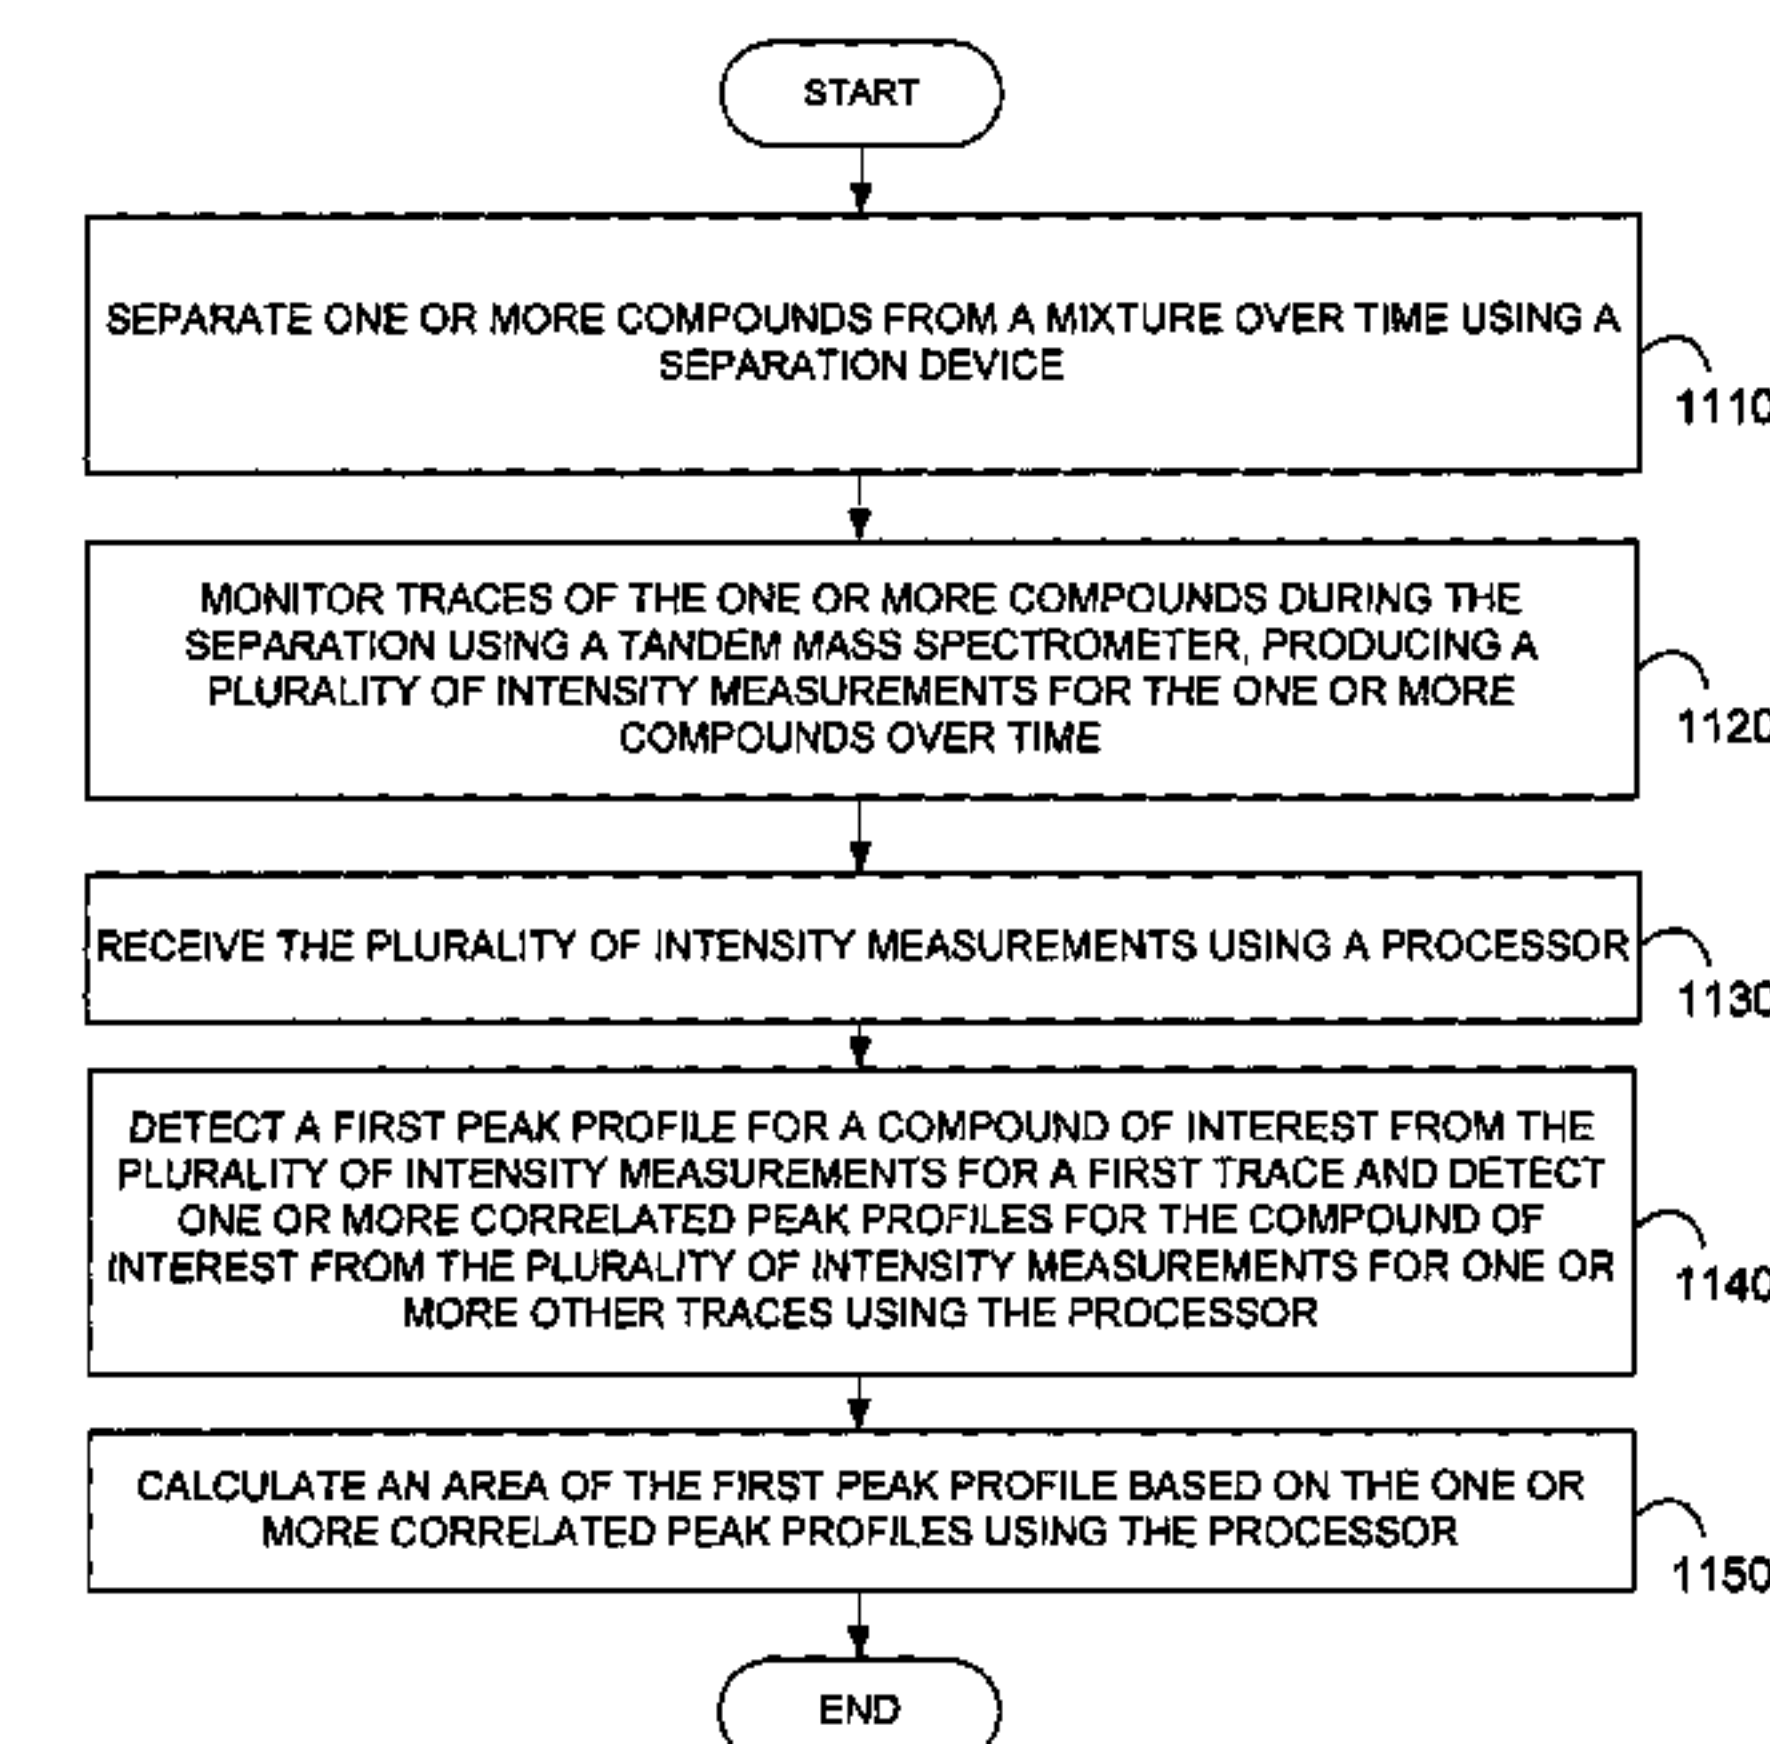 START
SEPARATE ONE OR MORE COMPOUNDS FROM A MIXTURE OVER TIME USING A
SEPARATION DEVICE
1110
MONITOR TRACES OF THE ONE OR MORE COMPOUNDS DURING THE
SEPARATION USING A TANDEM MASS SPECTROMETER, PRODUCING A
PLURALITY OF INTENSITY MEASUREMENTS FOR THE ONE OR MORE
COMPOUNDS OVER TIME
1120
RECEIVE THE PLURALITY OF INTENSITY MEASUREMENTS USING A PROCESSOR
1130
DETECT A FIRST PEAK PROFILE FOR A COMPOUND OF INTEREST FROM THE
PLURALITY OF INTENSITY MEASUREMENTS FOR A FIRST TRACE AND DETECT
ONE OR MORE CORRELATED PEAK PROFILES FOR THE COMPOUND OF
INTEREST FROM THE PLURALITY OF INTENSITY MEASUREMENTS FOR ONE OR
MORE OTHER TRACES USING THE PROCESSOR
1140
CALCULATE AN AREA OF THE FIRST PEAK PROFILE BASED ON THE ONE OR
MORE CORRELATED PEAK PROFILES USING THE PROCESSOR
1150
END